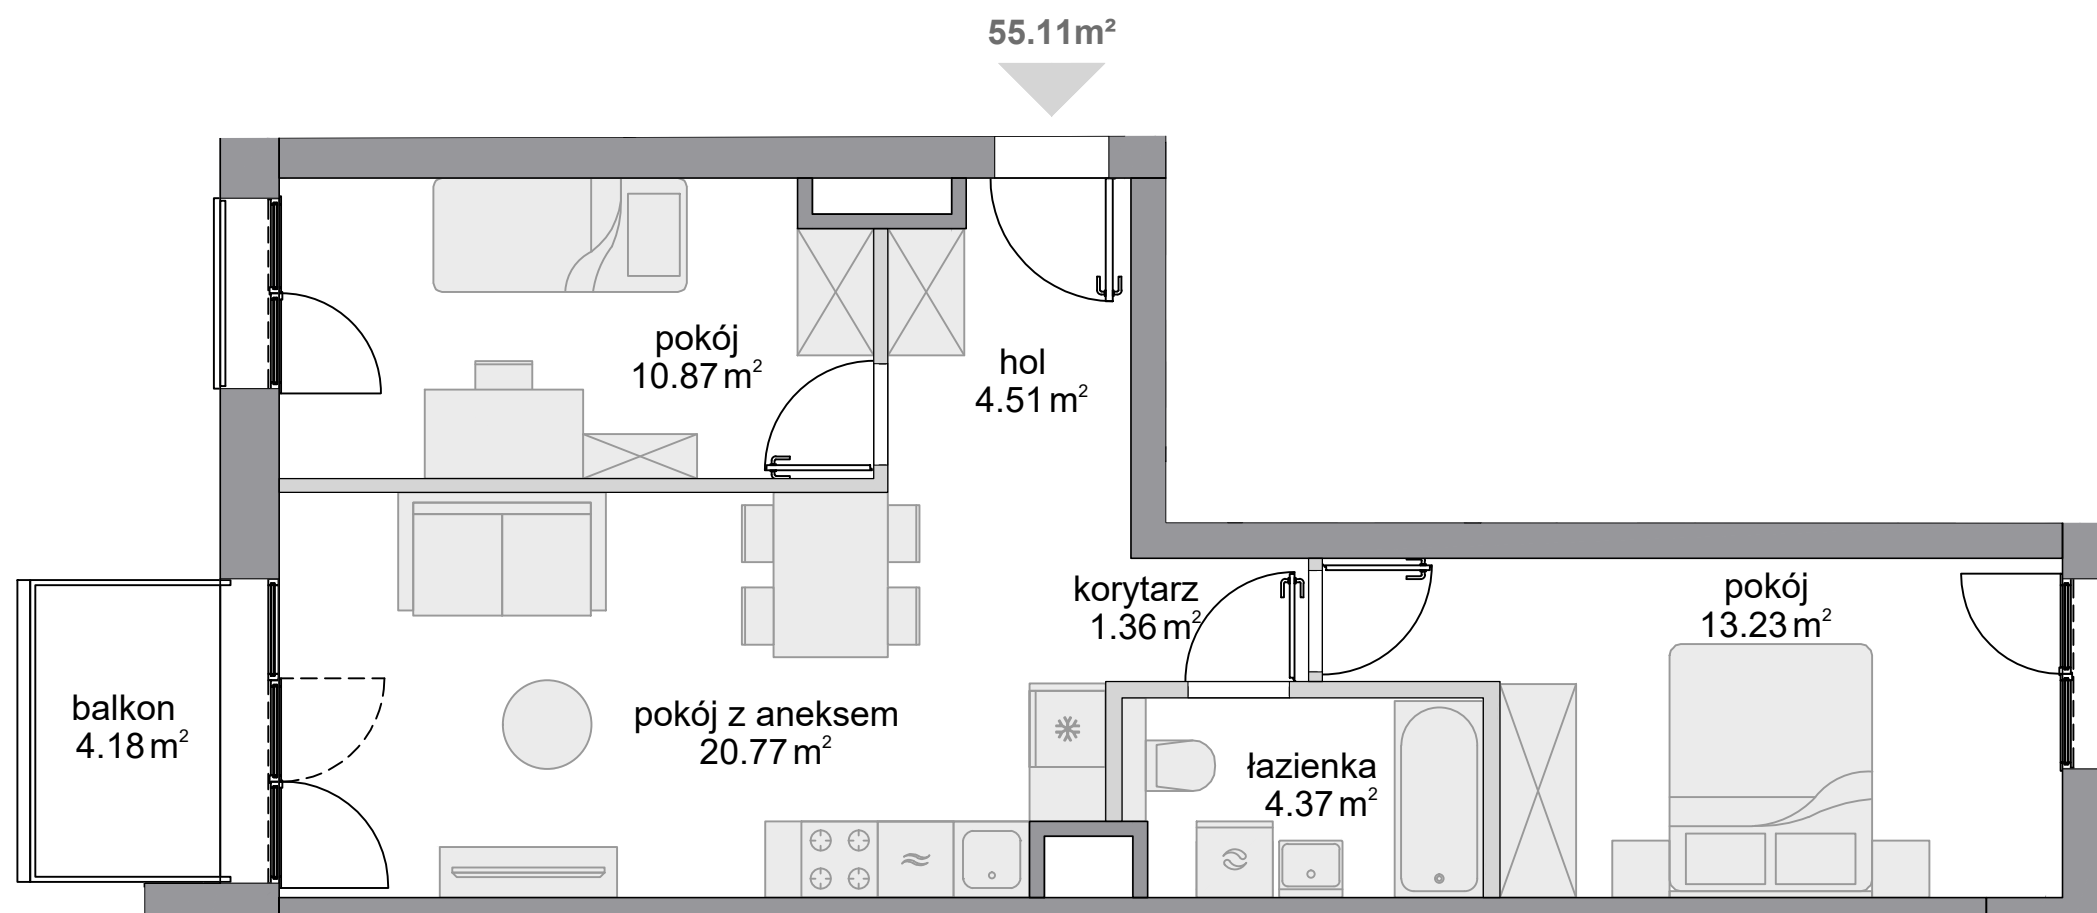 55.11m²
pokój
10.87 m²
hol
4.51 m²
korytarz
1.36 m²
pokój
13.23 m²
balkon
4.18 m²
pokój z aneksem
20.77 m²
łazienka
4.37 m²